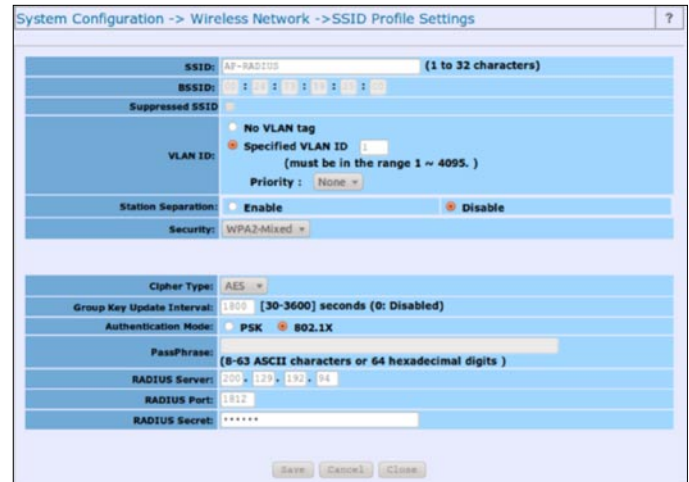 System Configuration -> Wireless Network ->SSID Profile Settings ?
SSID: AP-RADIUS (1 to 32 characters)
BSSID: : : : : :
Suppressed SSID
VLAN ID: No VLAN tag
Specified VLAN ID 1
(must be in the range 1 ~ 4095. )
Priority : None
Station Separation: Enable Disable
Security: WPA2-Mixed
Cipher Type: AES
Group Key Update Interval: 1800 [30-3600] seconds (0: Disabled)
Authentication Mode: PSK 802.1X
PassPhrase:
(8-63 ASCII characters or 64 hexadecimal digits )
RADIUS Server: 200. 129. 192. 94
RADIUS Port: 1812
RADIUS Secret: ••••••
Save Cancel Close